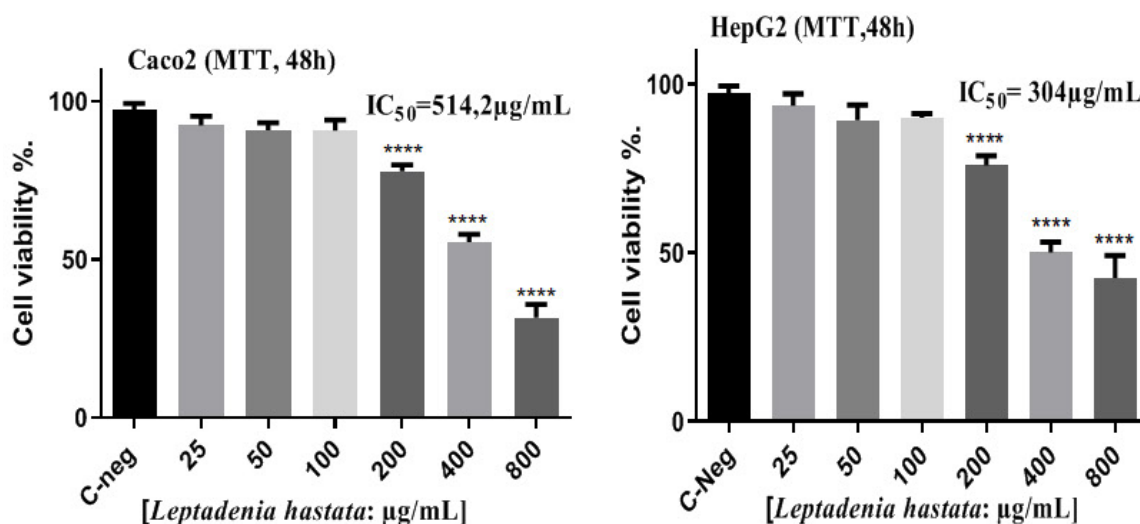 Caco2 (MTT, 48h)
IC50=514,2µg/mL
Cell viability %.
100
50
0
****
****
****
C-neg
25
50
100
200
400
800
[Leptadenia hastata: µg/mL]
HepG2 (MTT,48h)
IC50= 304µg/mL
Cell viability %.
100
50
0
****
****
****
C-Neg
25
50
100
200
400
800
[Leptadenia hastata: µg/mL]